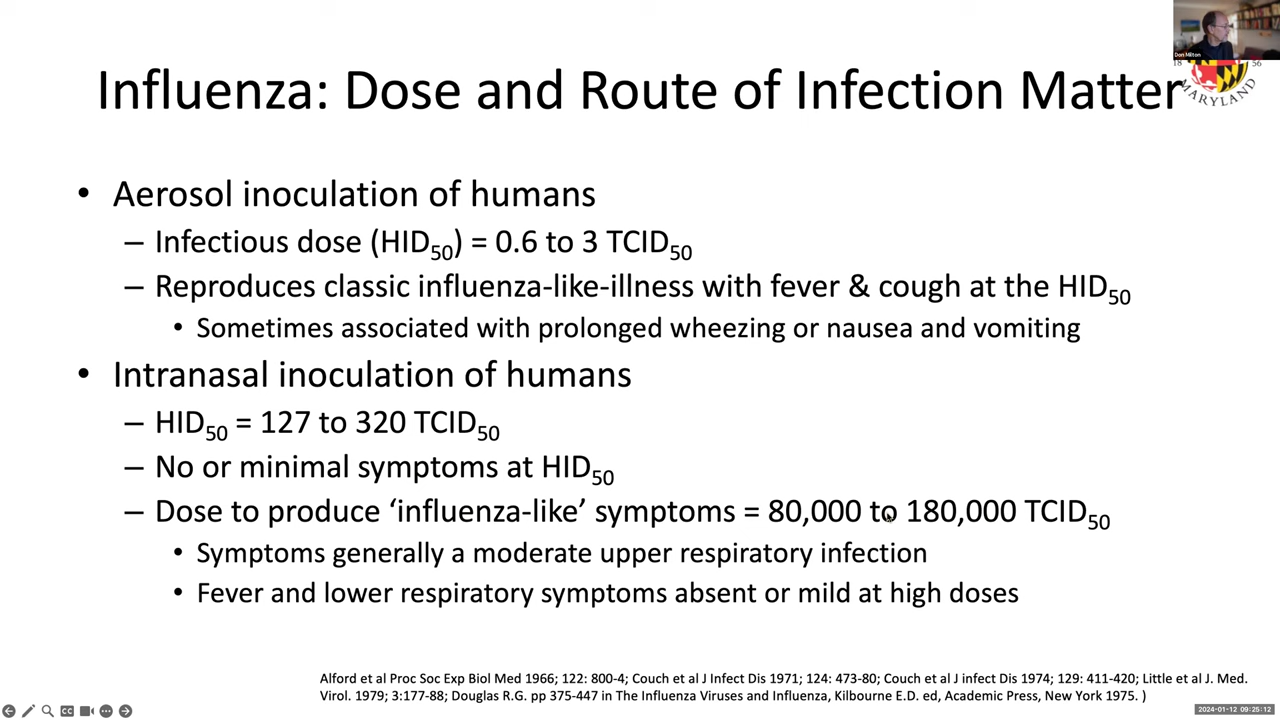 Don Milton
18 56
MARYLAND
Influenza: Dose and Route of Infection Matter
• Aerosol inoculation of humans
– Infectious dose (HID50) = 0.6 to 3 TCID50
– Reproduces classic influenza-like-illness with fever & cough at the HID50
• Sometimes associated with prolonged wheezing or nausea and vomiting
• Intranasal inoculation of humans
– HID50 = 127 to 320 TCID50
– No or minimal symptoms at HID50
– Dose to produce ‘influenza-like’ symptoms = 80,000 to 180,000 TCID50
• Symptoms generally a moderate upper respiratory infection
• Fever and lower respiratory symptoms absent or mild at high doses
Alford et al Proc Soc Exp Biol Med 1966; 122: 800-4; Couch et al J Infect Dis 1971; 124: 473-80; Couch et al J infect Dis 1974; 129: 411-420; Little et al J. Med.
Virol. 1979; 3:177-88; Douglas R.G. pp 375-447 in The Influenza Viruses and Influenza, Kilbourne E.D. ed, Academic Press, New York 1975. )
CC
2024-01-12 09:25:12